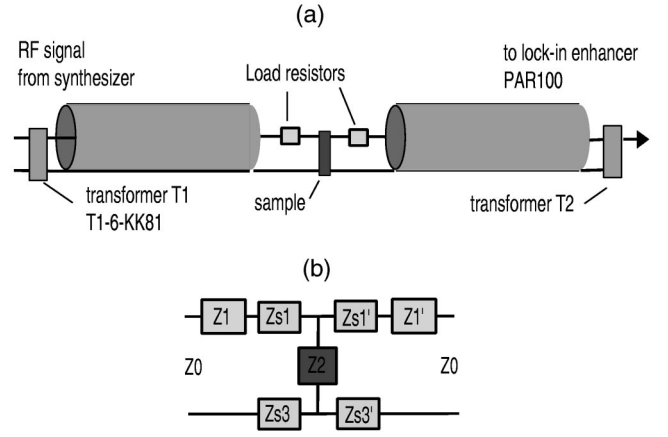 (a)
RF signal
from synthesizer
Load resistors
to lock-in enhancer
PAR100
transformer T1
T1-6-KK81
sample
transformer T2
(b)
Z1 Zs1 Zs1' Z1'
Z0 Z2 Z0
Zs3 Zs3'